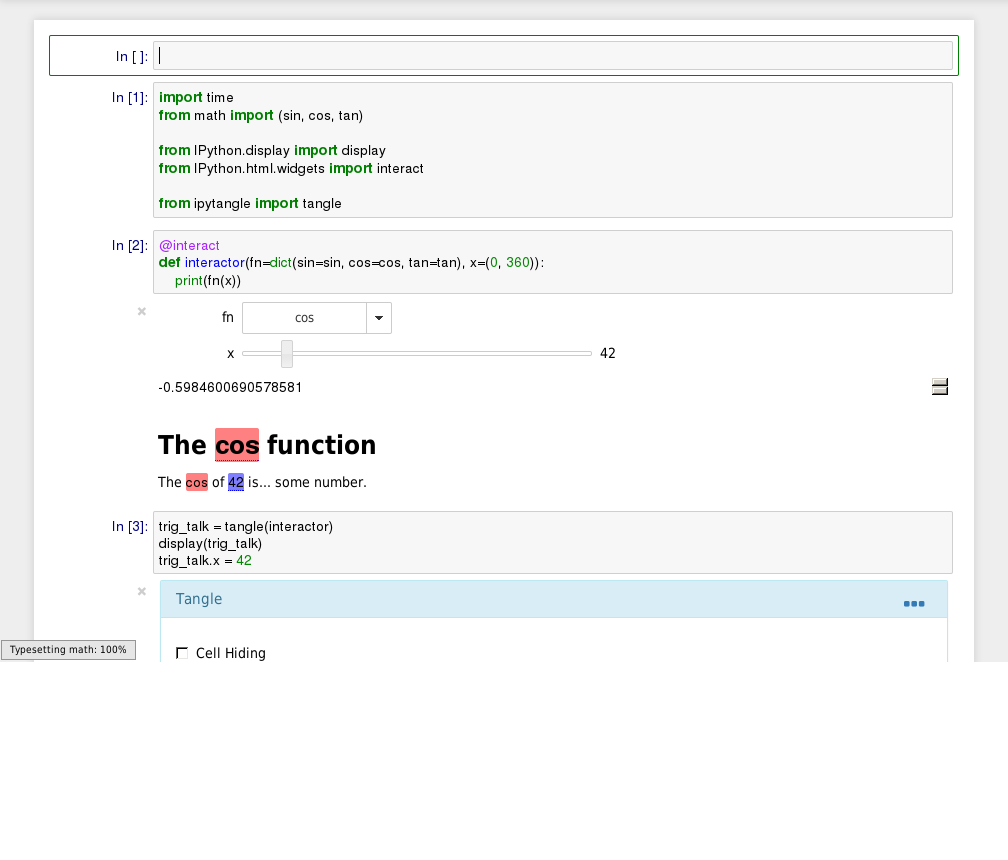 In [ ]:
In [1]: import time
from math import (sin, cos, tan)
from IPython.display import display
from IPython.html.widgets import interact
from ipytangle import tangle
In [2]: @interact
def interactor(fn=dict(sin=sin, cos=cos, tan=tan), x=(0, 360)):
print(fn(x))
fn cos
x 42
-0.5984600690578581
The cos function
The cos of 42 is... some number.
In [3]: trig_talk = tangle(interactor)
display(trig_talk)
trig_talk.x = 42
Tangle
Typesetting math: 100%
Cell Hiding